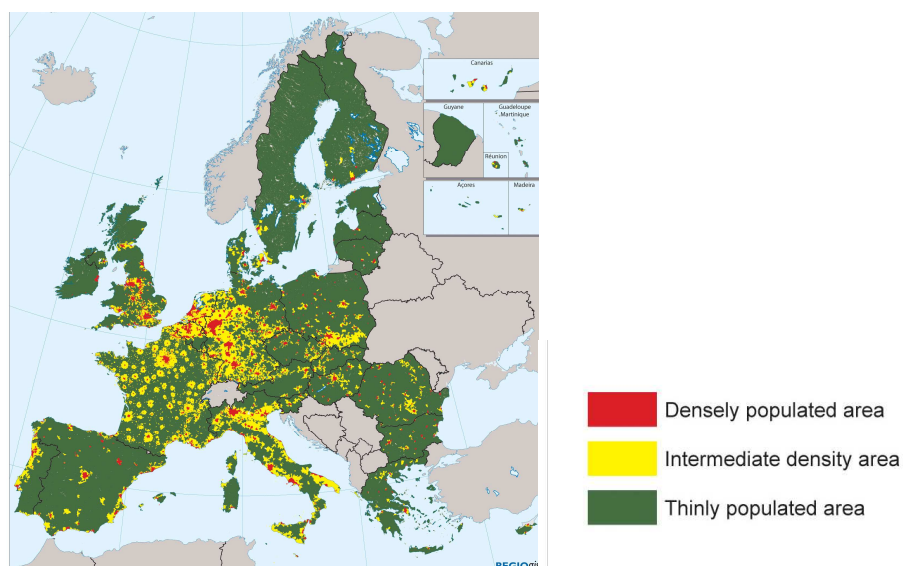 Canarias
Guyane
Guadeloupe
Martinique
Réunion
Açores
Madeira
Densely populated area
Intermediate density area
Thinly populated area